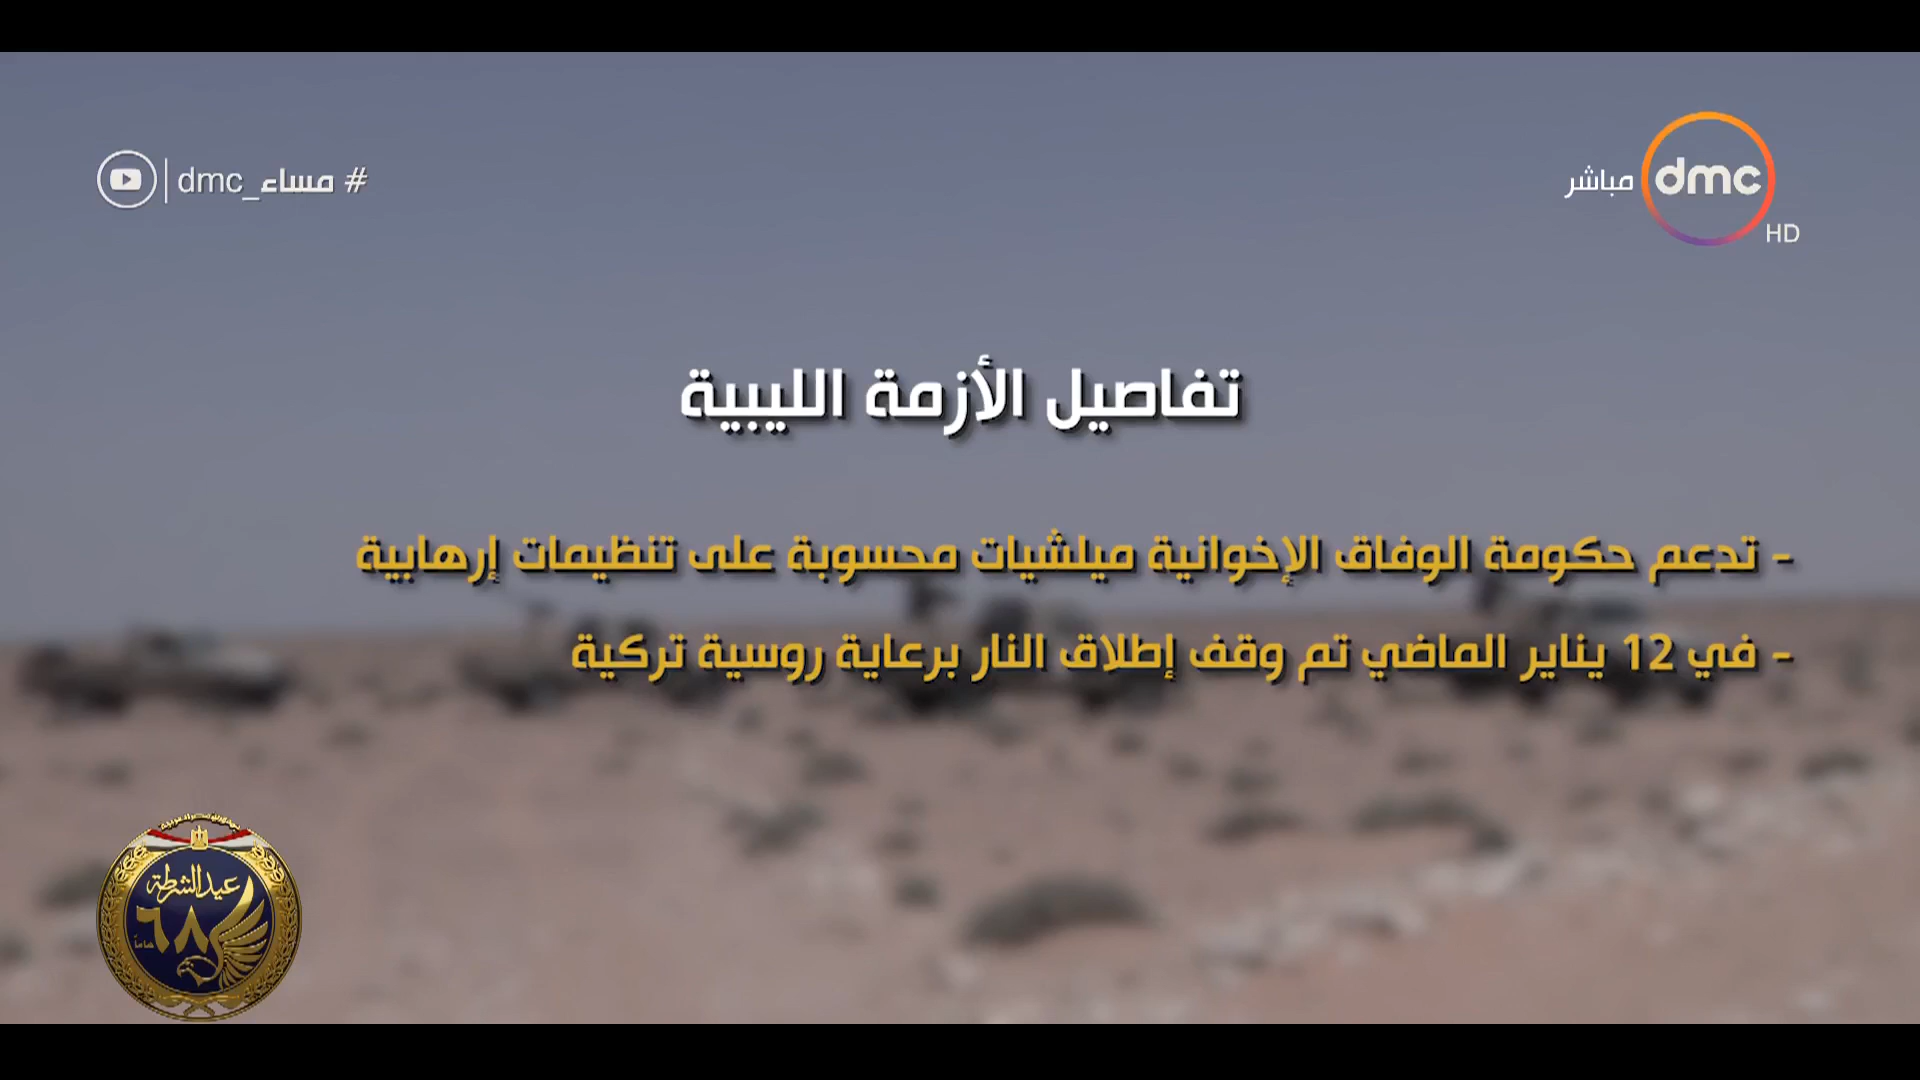 dmc
مباشر
HD
# مساء_dmc
تفاصيل الأزمة الليبية
- تدعم حكومة الوفاق الإخوانية ميلشيات محسوبة على تنظيمات إرهابية
- في 12 يناير الماضي تم وقف إطلاق النار برعاية روسية تركية
عيد الشرطة
٦٨
عاماً